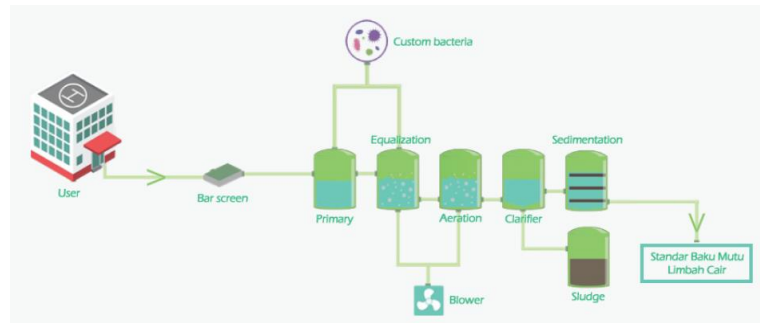 Custom bacteria
User
Bar screen
Primary
Equalization
Aeration
Clarifier
Sedimentation
Blower
Sludge
Standar Baku Mutu
Limbah Cair